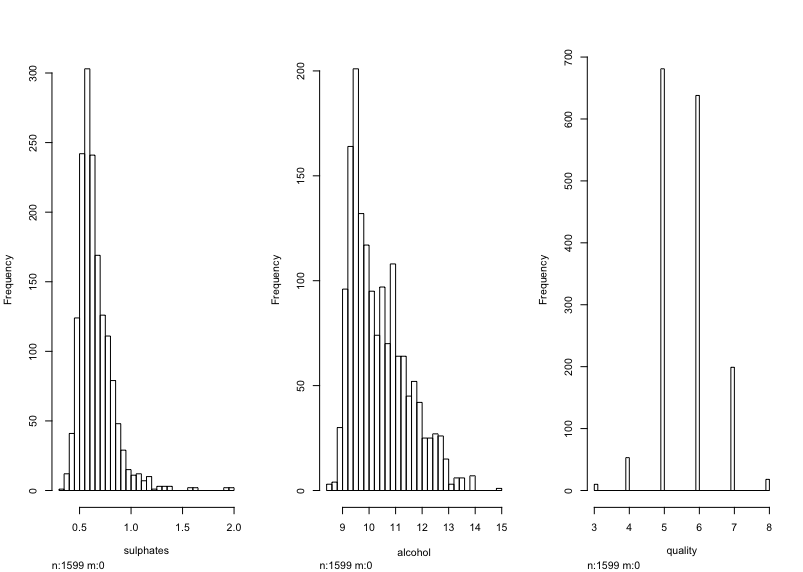 Frequency
0 50 100 150 200 250 300
0.5 1.0 1.5 2.0
sulphates
n:1599 m:0
Frequency
0 50 100 150 200
9 10 11 12 13 14 15
alcohol
n:1599 m:0
Frequency
0 100 200 300 400 500 600 700
3 4 5 6 7 8
quality
n:1599 m:0